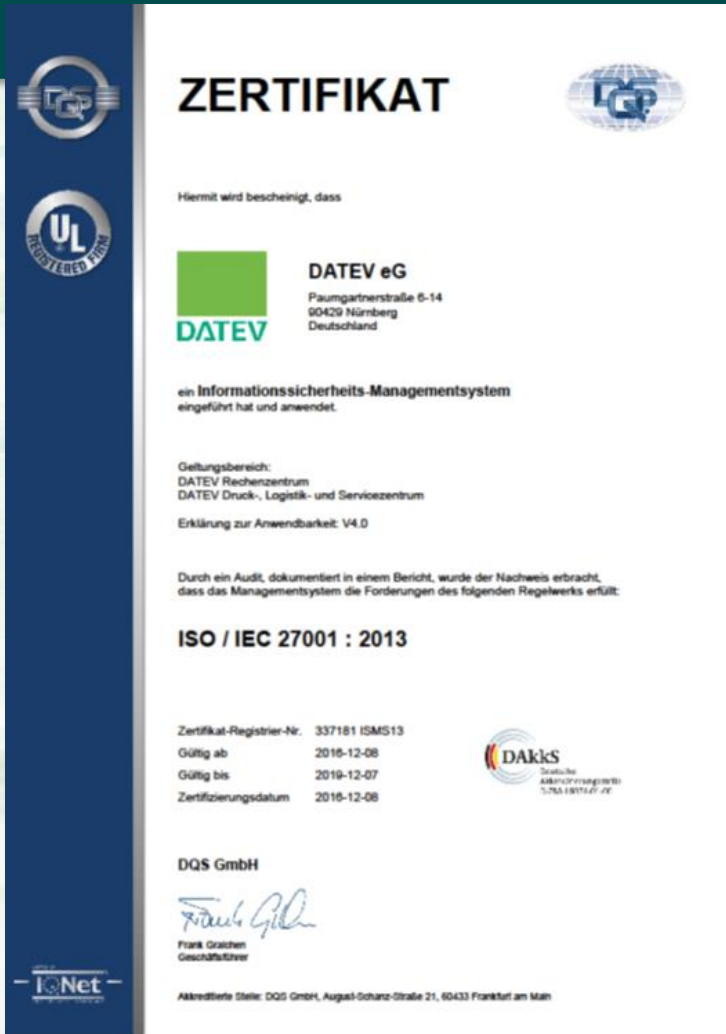 DQS
ZERTIFIKAT
DQS
Hiermit wird bescheinigt, dass
UL
REGISTERED FIRM
DATEV
DATEV eG
Paumgartnerstraße 6-14
90429 Nürnberg
Deutschland
ein Informationssicherheits-Managementsystem
eingeführt hat und anwendet.
Geltungsbereich:
DATEV Rechenzentrum
DATEV Druck-, Logistik- und Servicezentrum
Erklärung zur Anwendbarkeit: V4.0
Durch ein Audit, dokumentiert in einem Bericht, wurde der Nachweis erbracht,
dass das Managementsystem die Forderungen des folgenden Regelwerks erfüllt:
ISO / IEC 27001 : 2013
Zertifikat-Registrier-Nr. 337181 ISMS13
Gültig ab 2016-12-08
Gültig bis 2019-12-07
Zertifizierungsdatum 2016-12-08
DAkkS
Deutsche
Akkreditierungsstelle
DQS GmbH
Frank Graichen
Geschäftsführer
IQNet
Akkreditierte Stelle: DQS GmbH, August-Schanz-Straße 21, 60433 Frankfurt am Main